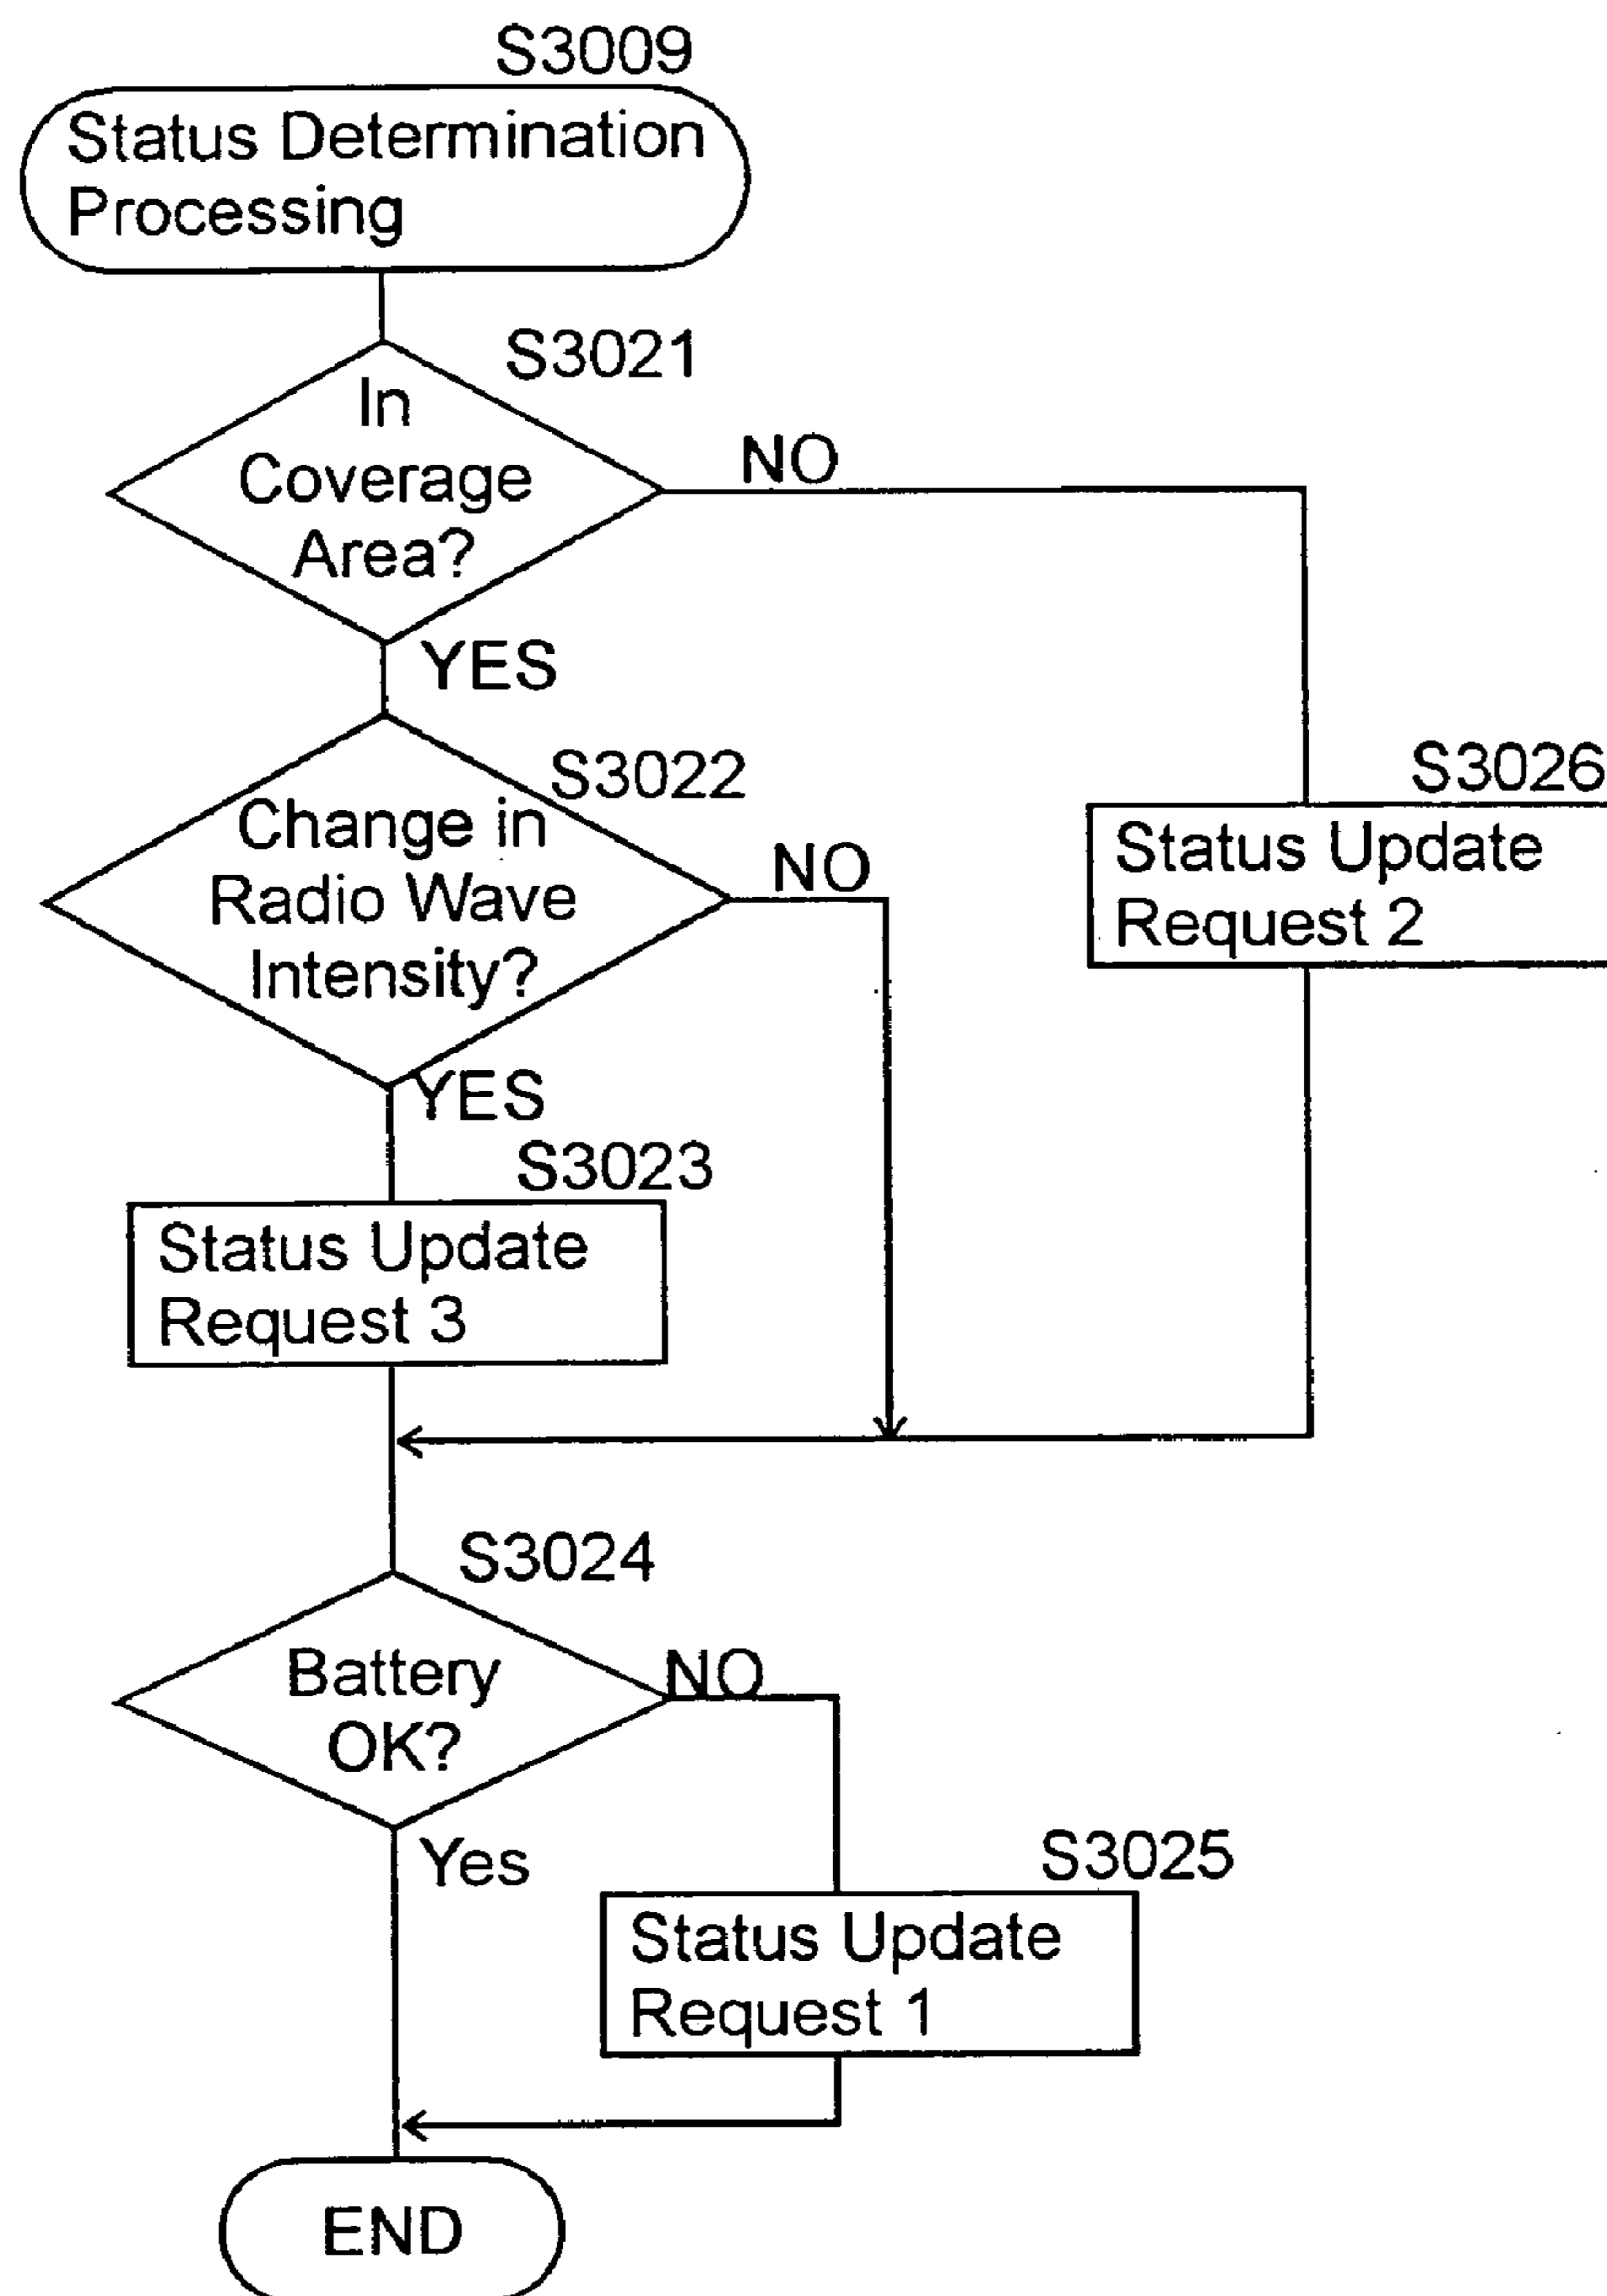 S3009
Status Determination
Processing
S3021
In
Coverage
Area?
NO
YES
S3022
Change in
Radio Wave
Intensity?
NO
S3026
Status Update
Request 2
YES
S3023
Status Update
Request 3
S3024
Battery
OK?
NO
Yes
S3025
Status Update
Request 1
END